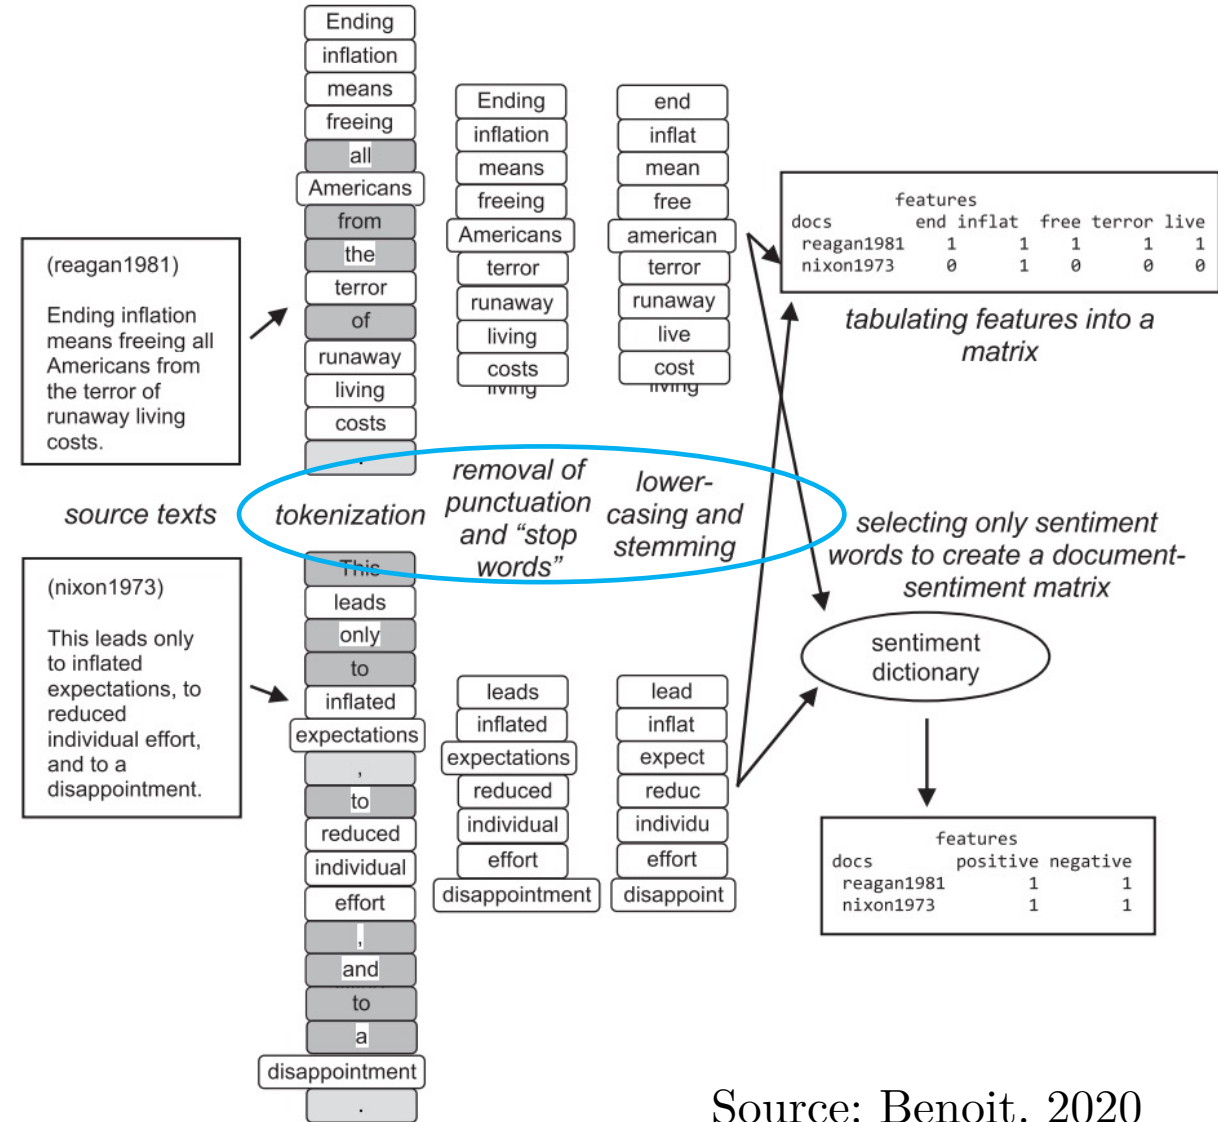 (reagan1981)
Ending inflation
means freeing all
Americans from
the terror of
runaway living
costs.
source texts
(nixon1973)
This leads only
to inflated
expectations, to
reduced
individual effort,
and to a
disappointment.
Ending
inflation
means
freeing
all
Americans
from
the
terror
of
runaway
living
costs
.
tokenization
This
leads
only
to
inflated
expectations
,
to
reduced
individual
effort
,
and
to
a
disappointment
.
Ending
inflation
means
freeing
Americans
terror
runaway
living
costs
living
removal of
punctuation
and “stop
words”
leads
inflated
expectations
reduced
individual
effort
disappointment
end
inflat
mean
free
american
terror
runaway
live
cost
living
lower-
casing and
stemming
lead
inflat
expect
reduc
individu
effort
disappoint
features
docs end inflat free terror live
reagan1981 1 1 1 1 1
nixon1973 0 1 0 0 0
tabulating features into a
matrix
selecting only sentiment
words to create a document-
sentiment matrix
sentiment
dictionary
features
docs positive negative
reagan1981 1 1
nixon1973 1 1
Source: Benoit, 2020